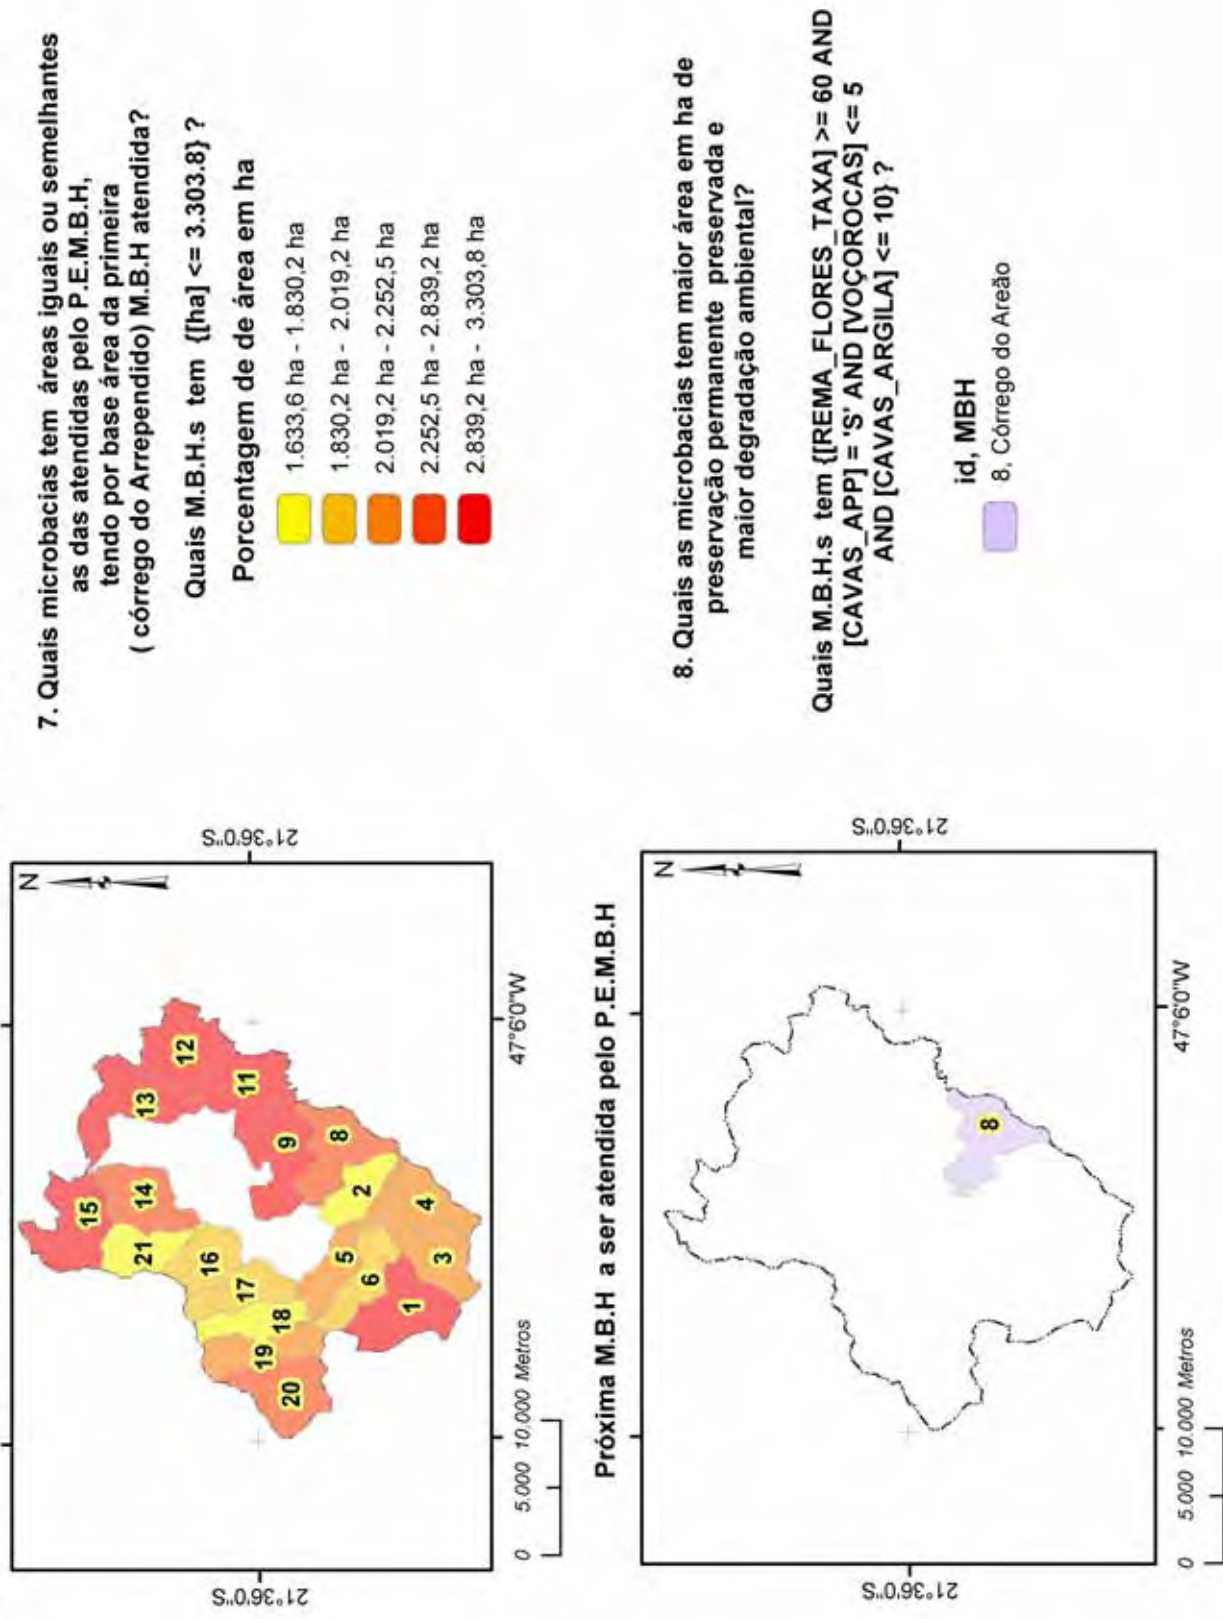 7. Quais microbacias tem áreas iguais ou semelhantes
as das atendidas pelo P.E.M.B.H,
tendo por base área da primeira
( córrego do Arrependido) M.B.H atendida?
Quais M.B.H.s tem {[ha] <= 3.303.8} ?
Porcentagem de área em ha
1.633,6 ha - 1.830,2 ha
1.830,2 ha - 2.019,2 ha
2.019,2 ha - 2.252,5 ha
2.252,5 ha - 2.839,2 ha
2.839,2 ha - 3.303,8 ha
N
21°36'0"S
21°36'0"S
47°6'0"W
15
13
12
14
21
11
16
9
8
17
2
5
18
4
6
19
3
1
20
0 5.000 10.000 Metros
Próxima M.B.H a ser atendida pelo P.E.M.B.H
8. Quais as microbacias tem maior área em ha de
preservação permanente preservada e
maior degradação ambiental?
Quais M.B.H.s tem {[REMA_FLORES_TAXA] >= 60 AND
[CAVAS_APP] = 'S' AND [VOÇOROCAS] <= 5
AND [CAVAS_ARGILA] <= 10} ?
id, MBH
8, Córrego do Areão
N
21°36'0"S
21°36'0"S
47°6'0"W
8
0 5.000 10.000 Metros